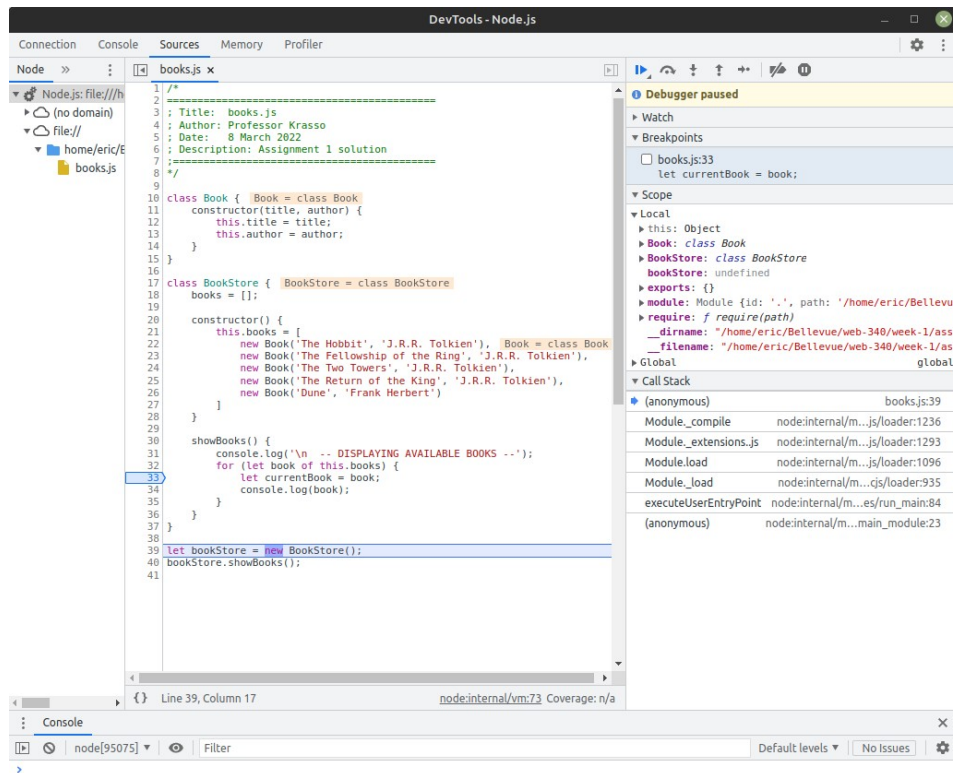 DevTools - Node.js
Connection Console Sources Memory Profiler
Node »
books.js ×
Node.js: file:///h
(no domain)
file://
home/eric/E
books.js
1 /*
2 ============================================
3 ; Title:  books.js
4 ; Author: Professor Krasso
5 ; Date:   8 March 2022
6 ; Description: Assignment 1 solution
7 ;===========================================
8 */
9
10 class Book {  Book = class Book
11     constructor(title, author) {
12         this.title = title;
13         this.author = author;
14     }
15 }
16
17 class BookStore {  BookStore = class BookStore
18     books = [];
19
20     constructor() {
21         this.books = [
22             new Book('The Hobbit', 'J.R.R. Tolkien'),  Book = class Book
23             new Book('The Fellowship of the Ring', 'J.R.R. Tolkien'),
24             new Book('The Two Towers', 'J.R.R. Tolkien'),
25             new Book('The Return of the King', 'J.R.R. Tolkien'),
26             new Book('Dune', 'Frank Herbert')
27         ]
28     }
29
30     showBooks() {
31         console.log('\n  -- DISPLAYING AVAILABLE BOOKS --');
32         for (let book of this.books) {
33             let currentBook = book;
34             console.log(book);
35         }
36     }
37 }
38
39 let bookStore = new BookStore();
40 bookStore.showBooks();
41
{} Line 39, Column 17 node:internal/vm:73 Coverage: n/a
Debugger paused
Watch
Breakpoints
books.js:33
let currentBook = book;
Scope
Local
this: Object
Book: class Book
BookStore: class BookStore
bookStore: undefined
exports: {}
module: Module {id: '.', path: '/home/eric/Bellevu
require: ƒ require(path)
__dirname: "/home/eric/Bellevue/web-340/week-1/ass
__filename: "/home/eric/Bellevue/web-340/week-1/as
Global global
Call Stack
(anonymous) books.js:39
Module._compile node:internal/m…js/loader:1236
Module._extensions..js node:internal/m…js/loader:1293
Module.load node:internal/m…js/loader:1096
Module._load node:internal/m…cjs/loader:935
executeUserEntryPoint node:internal/m…es/run_main:84
(anonymous) node:internal/m…main_module:23
Console
node[95075] Filter Default levels No Issues